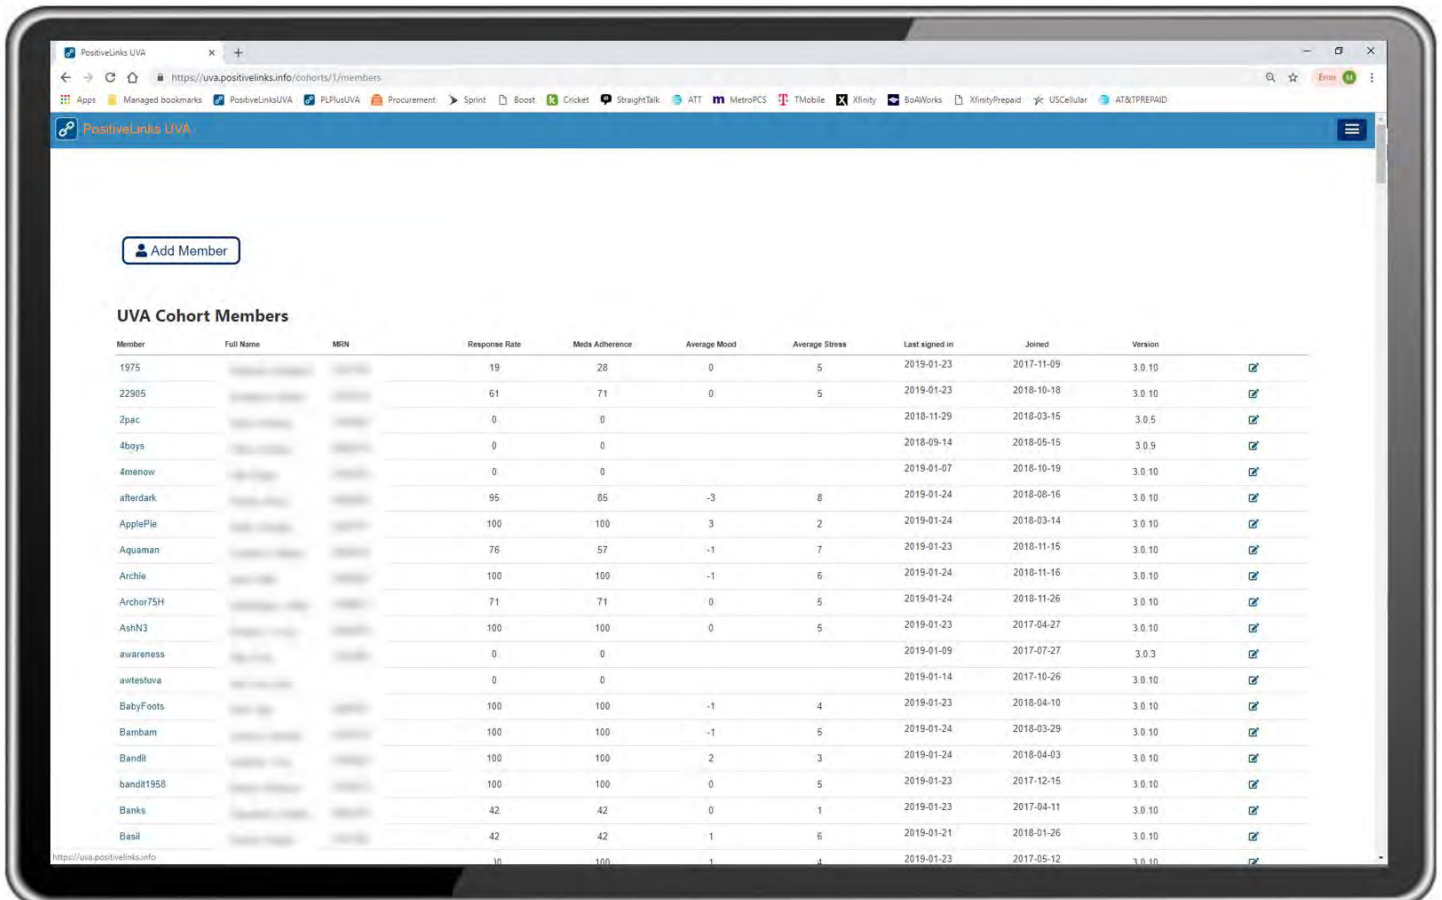 PositiveLinks UVA
https://uva.positivelinks.info/cohorts/1/members Error M
Apps Managed bookmarks PositiveLinksUVA PLPlusUVA Procurement Sprint Boost Cricket StraightTalk ATT MetroPCS TMobile Xfinity BoAWorks XfinityPrepaid USCellular AT&TPREPAID
PositiveLinks UVA
Add Member
UVA Cohort Members
Member Full Name MRN Response Rate Meds Adherence Average Mood Average Stress Last signed in Joined Version
1975 19 28 0 5 2019-01-23 2017-11-09 3.0.10
22905 61 71 0 5 2019-01-23 2018-10-18 3.0.10
2pac 0 0 2018-11-29 2018-03-15 3.0.5
4boys 0 0 2018-09-14 2018-05-15 3.0.9
4menow 0 0 2019-01-07 2018-10-19 3.0.10
afterdark 95 85 -3 8 2019-01-24 2018-08-16 3.0.10
ApplePie 100 100 3 2 2019-01-24 2018-03-14 3.0.10
Aquaman 76 57 -1 7 2019-01-23 2018-11-15 3.0.10
Archie 100 100 -1 6 2019-01-24 2018-11-16 3.0.10
Archor75H 71 71 0 5 2019-01-24 2018-11-26 3.0.10
AshN3 100 100 0 5 2019-01-23 2017-04-27 3.0.10
awareness 0 0 2019-01-09 2017-07-27 3.0.3
awtestuva 0 0 2019-01-14 2017-10-26 3.0.10
BabyFoots 100 100 -1 4 2019-01-23 2018-04-10 3.0.10
Bambam 100 100 -1 5 2019-01-24 2018-03-29 3.0.10
Bandit 100 100 2 3 2019-01-24 2018-04-03 3.0.10
bandit1958 100 100 0 5 2019-01-23 2017-12-15 3.0.10
Banks 42 42 0 1 2019-01-23 2017-04-11 3.0.10
Basil 42 42 1 6 2019-01-21 2018-01-26 3.0.10
https://uva.positivelinks.info 100 1 4 2019-01-23 2017-05-12 3.0.10